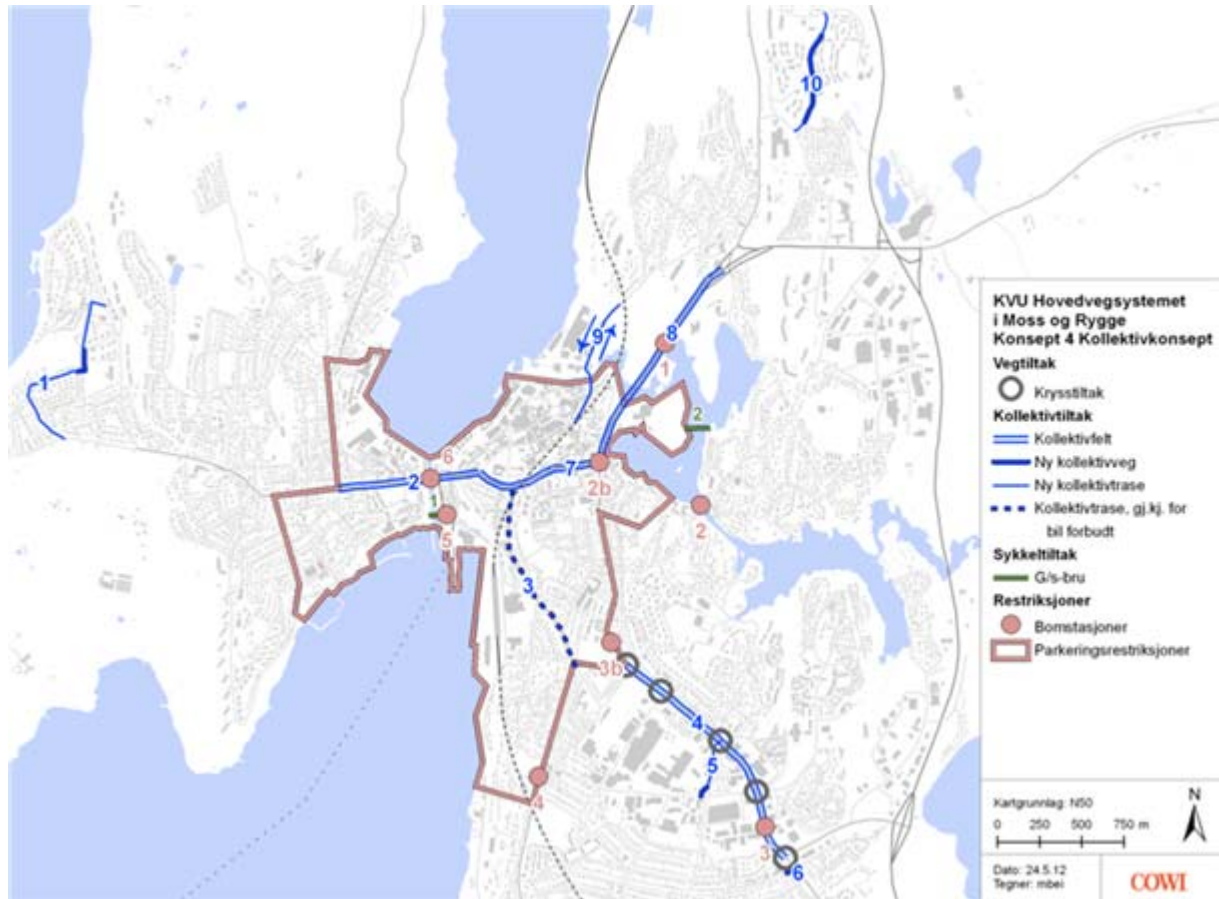 10
8
1
9
1
2
6
2
7
2b
1
2
5
3
3b
4
5
4
3
6
KVU Hovedvegsystemet
i Moss og Rygge
Konsept 4 Kollektivkonsept
Vegtiltak
Krysstiltak
Kollektivtiltak
Kollektivfelt
Ny kollektivveg
Ny kollektivtrase
Kollektivtrase, gj.kj. for
bil forbudt
Sykkeltiltak
G/s-bru
Restriksjoner
Bomstasjoner
Parkeringsrestriksjoner
Kartgrunnlag: N50
N
0 250 500 750 m
Dato: 24.5.12
Tegner: mbei
COWI